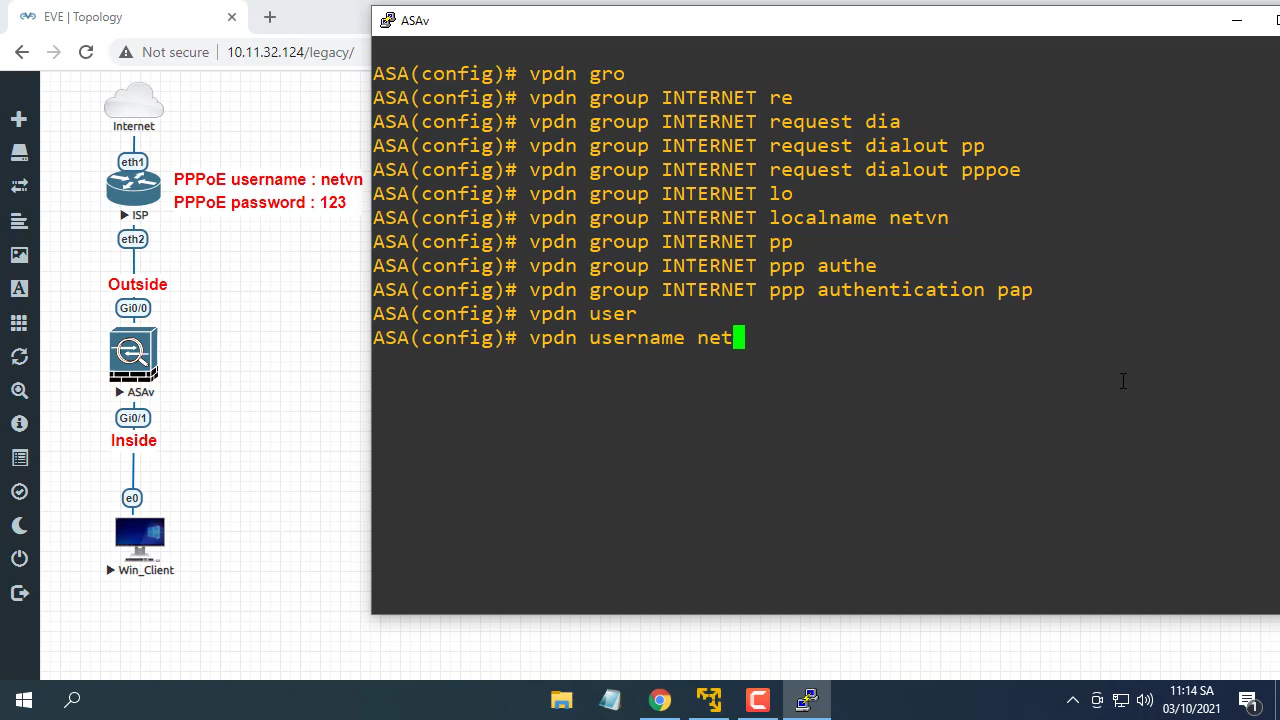 EVE | Topology
ASAv
Not secure
10.11.32.124/legacy/
Internet
eth1
PPPoE username : netvn
PPPoE password : 123
ISP
eth2
Outside
Gi0/0
ASAv
Gi0/1
Inside
e0
Win_Client
ASA(config)# vpdn gro
ASA(config)# vpdn group INTERNET re
ASA(config)# vpdn group INTERNET request dia
ASA(config)# vpdn group INTERNET request dialout pp
ASA(config)# vpdn group INTERNET request dialout pppoe
ASA(config)# vpdn group INTERNET lo
ASA(config)# vpdn group INTERNET localname netvn
ASA(config)# vpdn group INTERNET pp
ASA(config)# vpdn group INTERNET ppp authe
ASA(config)# vpdn group INTERNET ppp authentication pap
ASA(config)# vpdn user
ASA(config)# vpdn username net
11:14 SA
03/10/2021
1